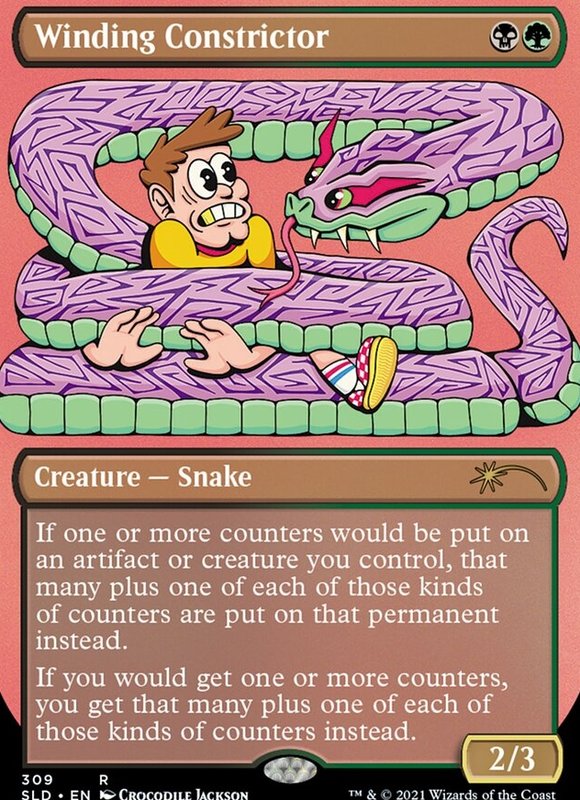 Winding Constrictor
Creature — Snake
If one or more counters would be put on
an artifact or creature you control, that
many plus one of each of those kinds
of counters are put on that permanent
instead.
If you would get one or more counters,
you get that many plus one of each of
those kinds of counters instead.
2/3
309 R
SLD • EN Crocodile Jackson ™ & © 2021 Wizards of the Coast